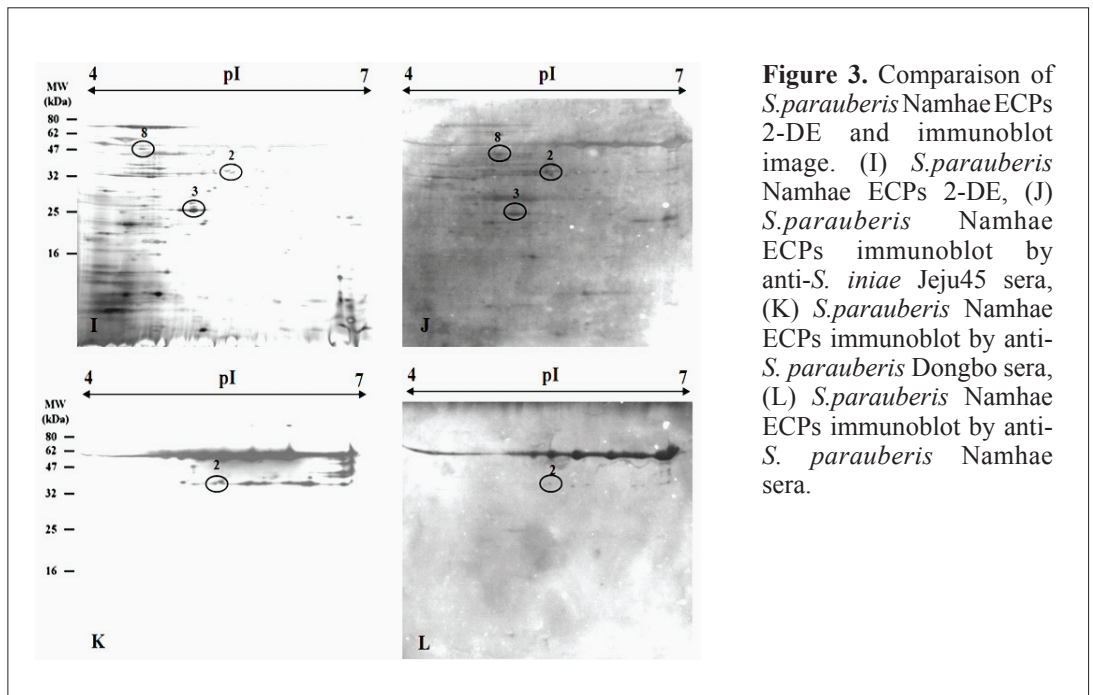 4 pI 7
4 pI 7
MW
(kDa)
80
62
47
32
25
16
8
2
3
I
8
2
3
J
4 pI 7
4 pI 7
MW
(kDa)
80
62
47
32
25
16
2
K
2
L
Figure 3. Comparaison of
S.parauberis Namhae ECPs
2-DE and immunoblot
image. (I) S.parauberis
Namhae ECPs 2-DE, (J)
S.parauberis Namhae
ECPs immunoblot by
anti-S. iniae Jeju45 sera,
(K) S.parauberis Namhae
ECPs immunoblot by anti-
S. parauberis Dongbo sera,
(L) S.parauberis Namhae
ECPs immunoblot by anti-
S. parauberis Namhae
sera.